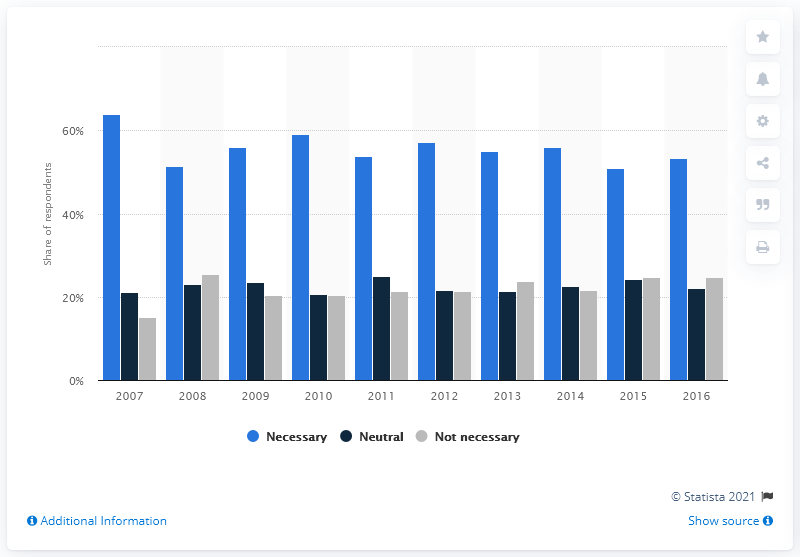 60%
40%
20%
0%
Share of respondents
2007 2008 2009 2010 2011 2012 2013 2014 2015 2016
Necessary Neutral Not necessary
© Statista 2021
Additional Information Show source